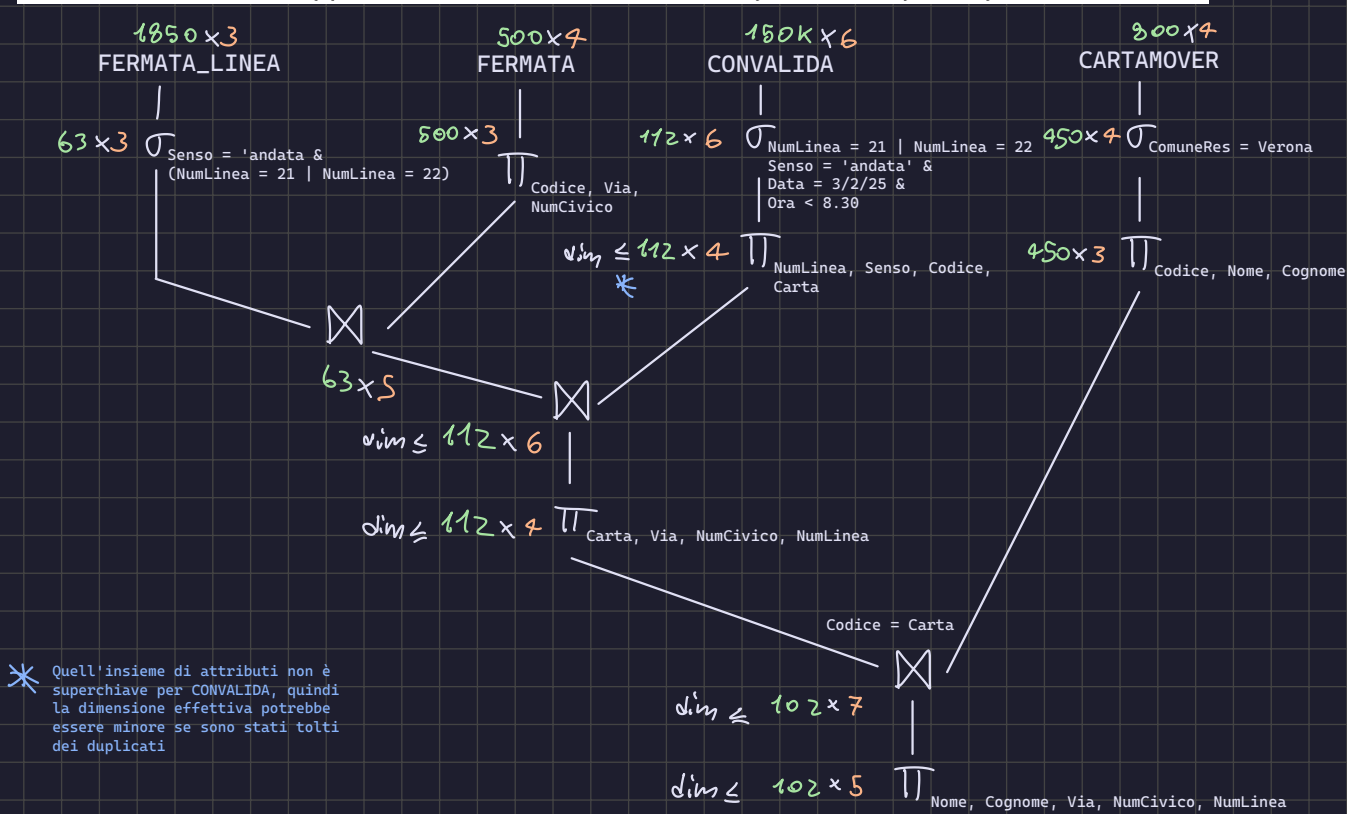 1850 x 3
FERMATA_LINEA
500 x 4
FERMATA
150K x 6
CONVALIDA
800 x 4
CARTAMOVER
63 x 3 σ
Senso = 'andata &
(NumLinea = 21 | NumLinea = 22)
500 x 3 π
Codice, Via,
NumCivico
112 x 6 σ
NumLinea = 21 | NumLinea = 22
Senso = 'andata' &
Data = 3/2/25 &
Ora < 8.30
450 x 4 σ
ComuneRes = Verona
dim ≤ 112 x 4 π
*
NumLinea, Senso, Codice,
Carta
450 x 3 π
Codice, Nome, Cognome
⋈
63 x 5
⋈
dim ≤ 112 x 6
dim ≤ 112 x 4 π
Carta, Via, NumCivico, NumLinea
Codice = Carta
⋈
dim ≤ 102 x 7
dim ≤ 102 x 5 π
Nome, Cognome, Via, NumCivico, NumLinea
* Quell'insieme di attributi non è
superchiave per CONVALIDA, quindi
la dimensione effettiva potrebbe
essere minore se sono stati tolti
dei duplicati